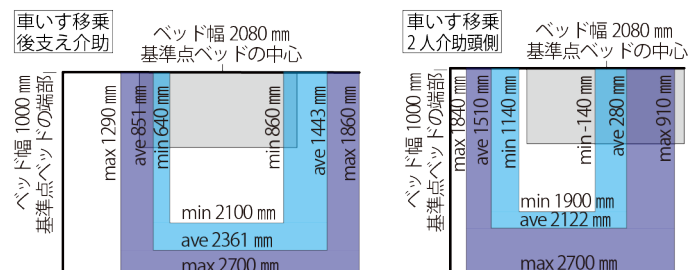 車いす移乗
後支え介助
ベッド幅 2080 ㎜
基準点ベッドの中心
ベッド幅 1000 ㎜
基準点ベッドの端部
max 1290 ㎜
ave 851 ㎜
min 640 ㎜
min 860 ㎜
ave 1443 ㎜
max 1860 ㎜
min 2100 ㎜
ave 2361 ㎜
max 2700 ㎜
車いす移乗
2人介助頭側
ベッド幅 2080 ㎜
基準点ベッドの中心
ベッド幅 1000 ㎜
基準点ベッドの端部
max 1840 ㎜
ave 1510 ㎜
min 1140 ㎜
min -140 ㎜
ave 280 ㎜
max 910 ㎜
min 1900 ㎜
ave 2122 ㎜
max 2700 ㎜